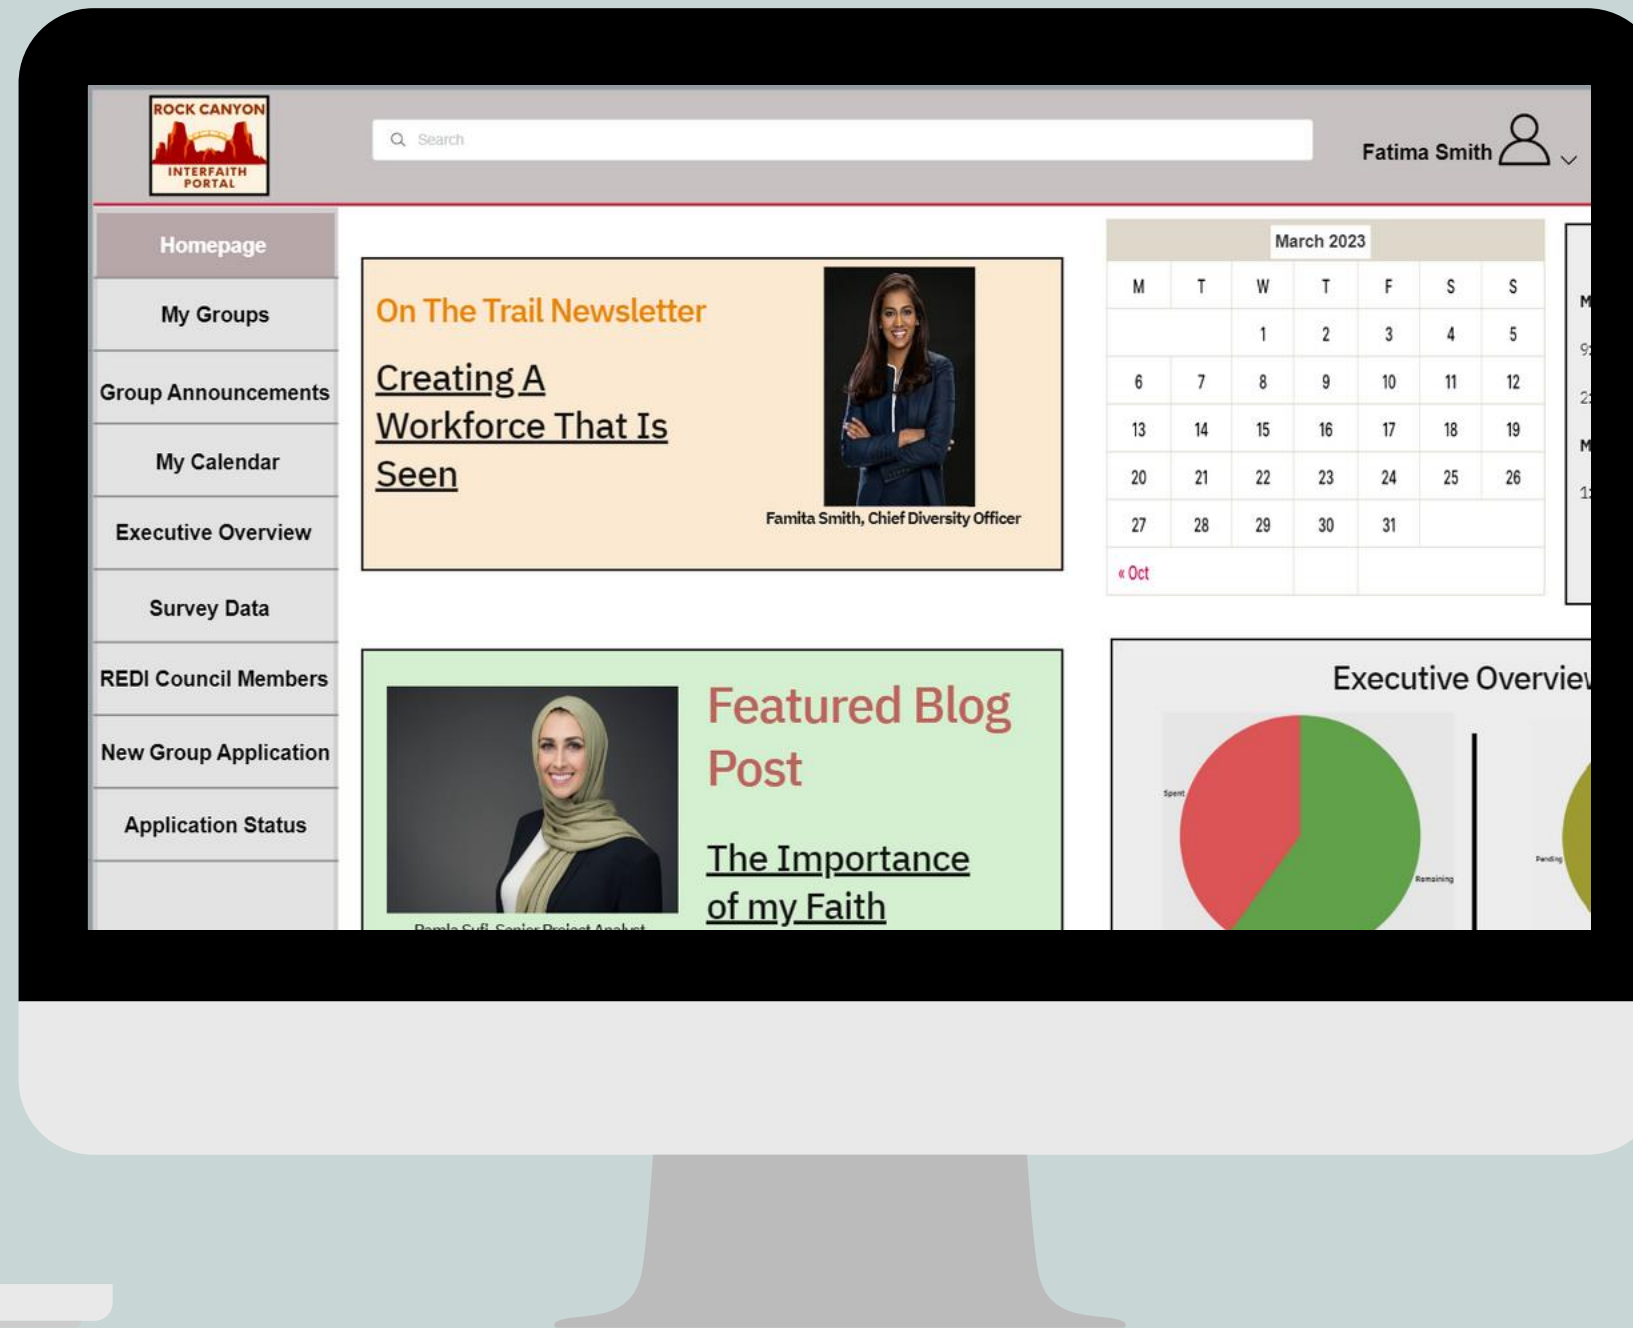 ROCK CANYON
INTERFAITH
PORTAL
Search
Fatima Smith
Homepage
My Groups
Group Announcements
My Calendar
Executive Overview
Survey Data
REDI Council Members
New Group Application
Application Status
On The Trail Newsletter
Creating A
Workforce That Is
Seen
Famita Smith, Chief Diversity Officer
March 2023
M T W T F S S
1 2 3 4 5
6 7 8 9 10 11 12
13 14 15 16 17 18 19
20 21 22 23 24 25 26
27 28 29 30 31
« Oct
Featured Blog
Post
The Importance
of my Faith
Senior Project Analyst
Executive
Spent
Remaining
Pending